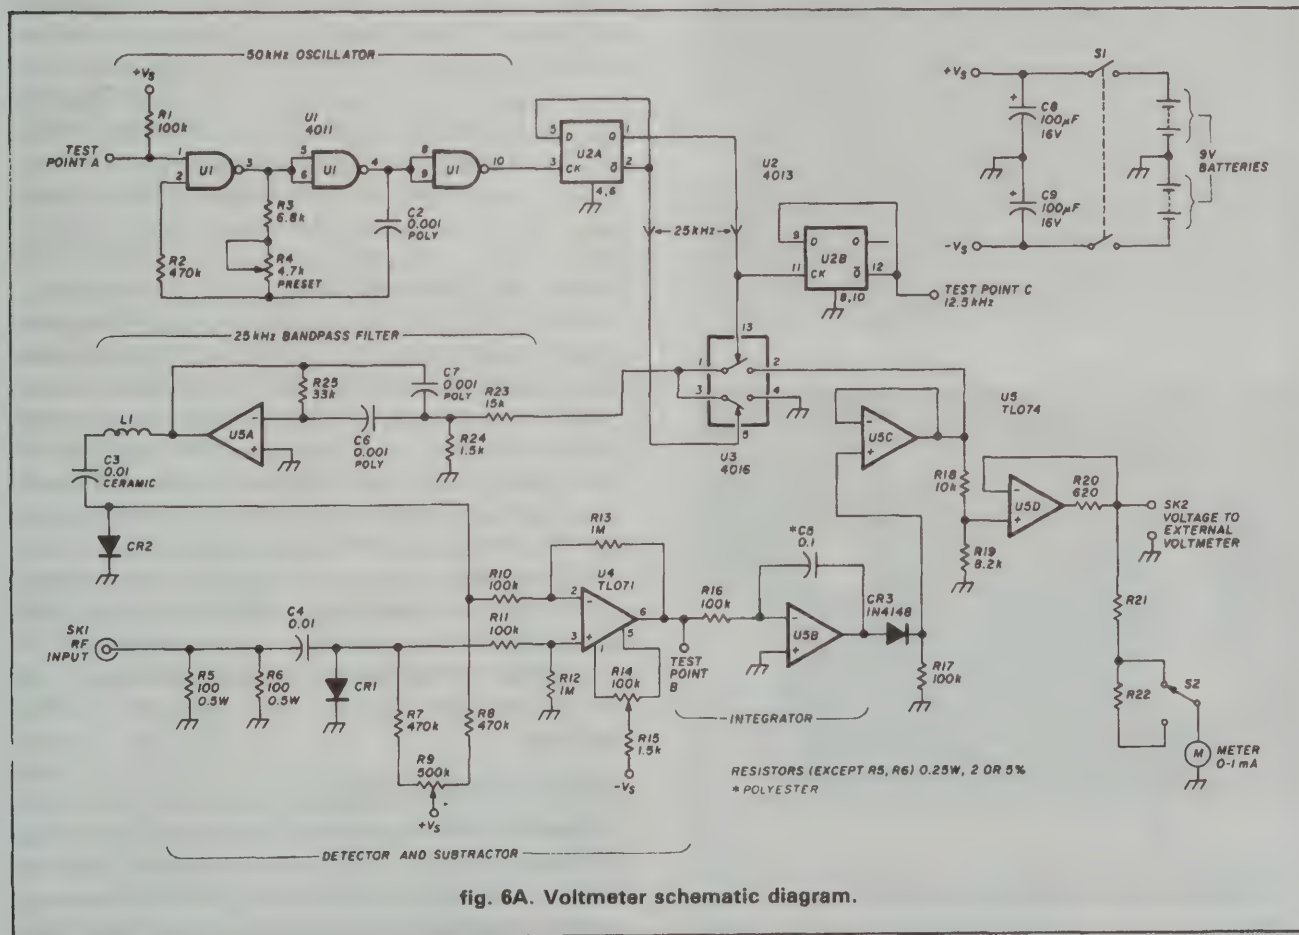 50kHz OSCILLATOR
+VS
R1
100k
TEST
POINT A
U1
4011
1
2
U1
3
5
6
U1
4
8
9
U1
10
R2
470k
R3
6.8k
R4
4.7k
PRESET
C2
0.001
POLY
5
D
Q
1
U2A
3
CK
Q
2
4,6
U2
4013
25kHz
9
D
Q
U2B
11
CK
Q
12
8,10
TEST POINT C
12.5kHz
+VS
S1
+
C8
100µF
16V
9V
BATTERIES
+
C9
100µF
16V
-VS
25kHz BANDPASS FILTER
L1
R25
33k
C7
0.001
POLY
R23
15k
U5A
-
+
C6
0.001
POLY
R24
1.5k
C3
0.01
CERAMIC
CR2
13
1
2
3
4
5
U3
4016
U5
TL074
-
+
U5C
R18
10k
R19
8.2k
-
+
U5D
R20
620
SK2
VOLTAGE TO
EXTERNAL
VOLTMETER
R21
R22
S2
M
METER
0-1mA
SK1
RF
INPUT
R5
100
0.5W
R6
100
0.5W
C4
0.01
CR1
R7
470k
R8
470k
R9
500k
+VS
R10
100k
R11
100k
R12
1M
R13
1M
U4
TL071
2
-
3
+
6
5
1
R14
100k
R15
1.5k
-VS
TEST
POINT
B
R16
100k
*C5
0.1
-
+
U5B
CR3
1N4148
R17
100k
INTEGRATOR
RESISTORS (EXCEPT R5, R6) 0.25W, 2 OR 5%
* POLYESTER
DETECTOR AND SUBTRACTOR
fig. 6A. Voltmeter schematic diagram.